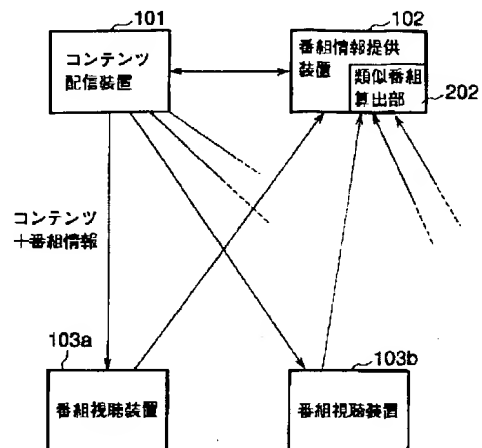 101
102
コンテンツ
配信装置
番組情報提供
装置
類似番組
算出部
202
コンテンツ
+番組情報
103a
103b
番組視聴装置
番組視聴装置